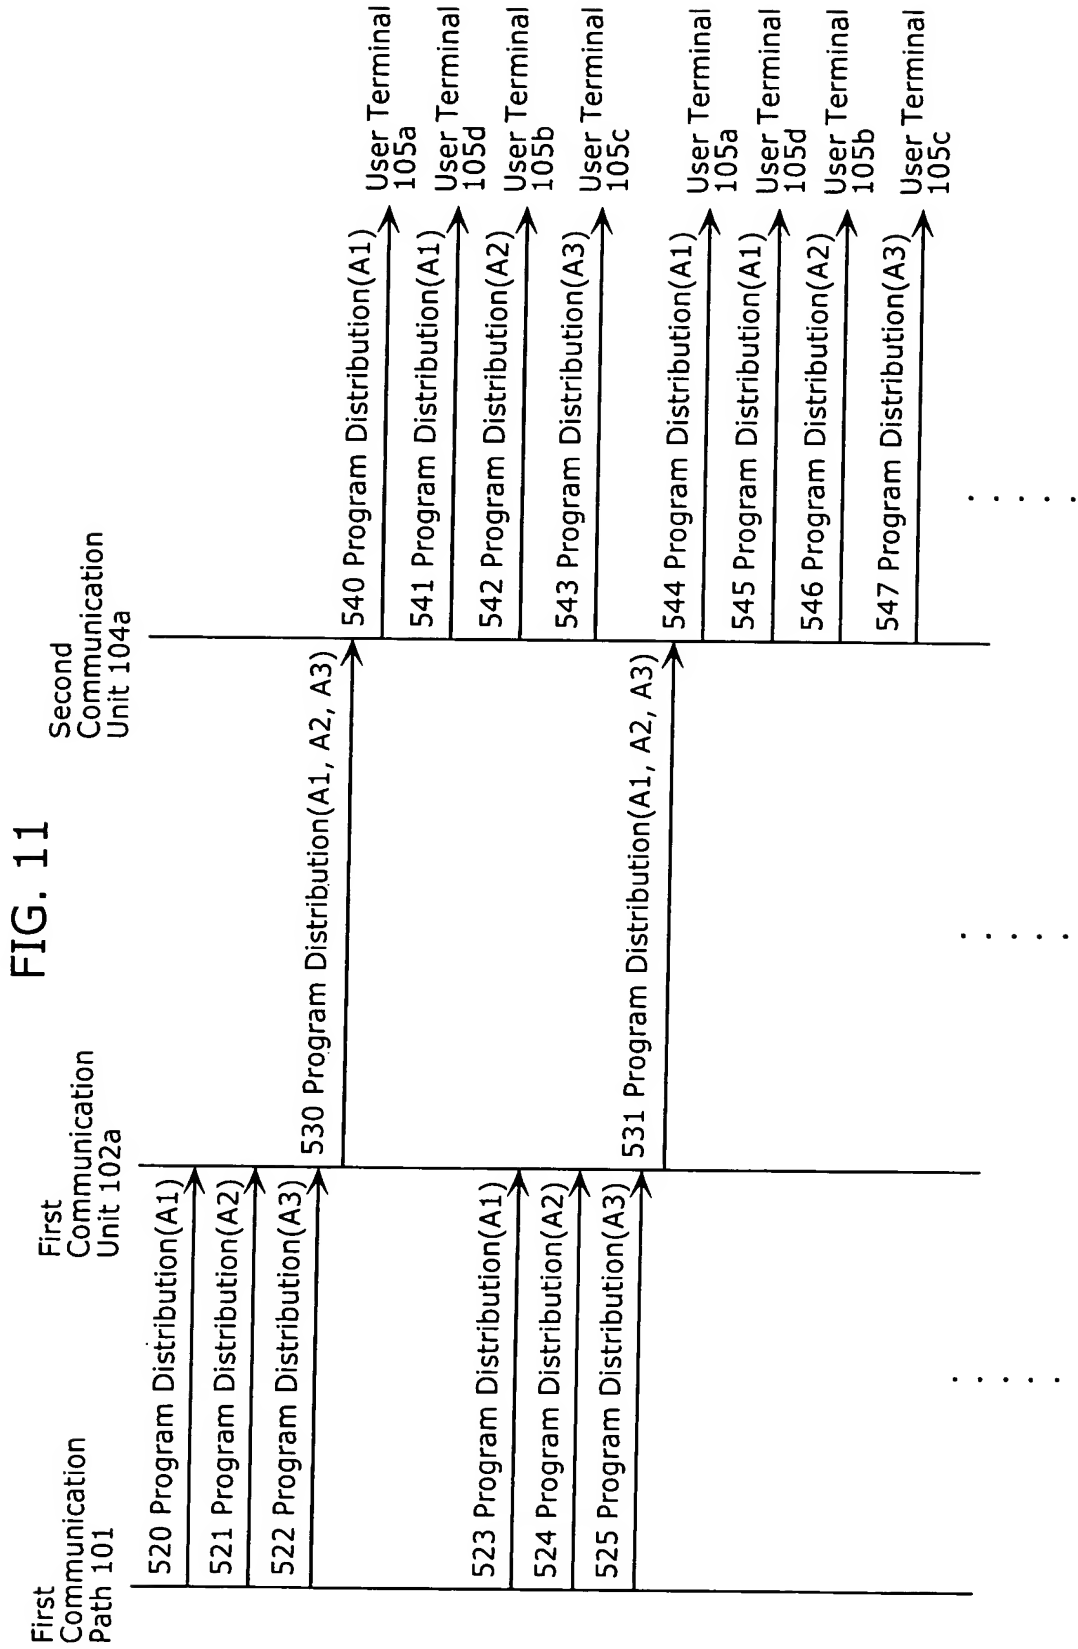 FIG. 11
First
Communication
Path 101
First
Communication
Unit 102a
Second
Communication
Unit 104a
520 Program Distribution(A1)
521 Program Distribution(A2)
522 Program Distribution(A3)
530 Program Distribution(A1, A2, A3)
540 Program Distribution(A1)
User Terminal
105a
541 Program Distribution(A1)
User Terminal
105d
542 Program Distribution(A2)
User Terminal
105b
543 Program Distribution(A3)
User Terminal
105c
523 Program Distribution(A1)
524 Program Distribution(A2)
525 Program Distribution(A3)
531 Program Distribution(A1, A2, A3)
544 Program Distribution(A1)
User Terminal
105a
545 Program Distribution(A1)
User Terminal
105d
546 Program Distribution(A2)
User Terminal
105b
547 Program Distribution(A3)
User Terminal
105c